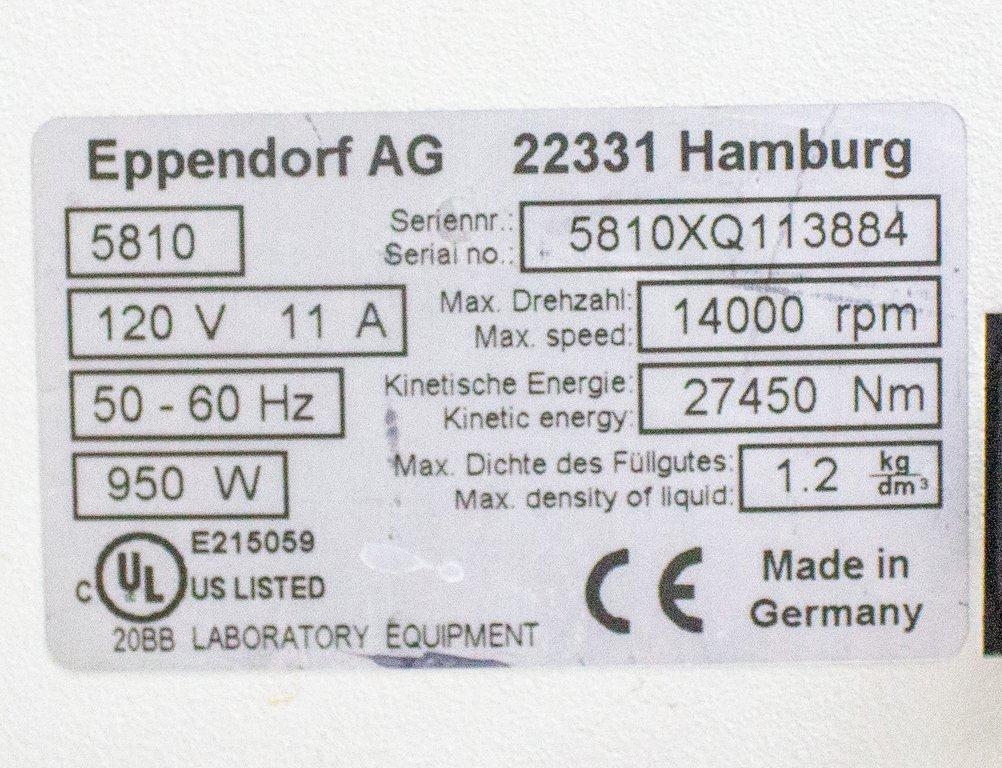 Eppendorf AG 22331 Hamburg
5810
Seriennr.:
Serial no.:
5810XQ113884
120 V 11 A
Max. Drehzahl:
Max. speed:
14000 rpm
50 - 60 Hz
Kinetische Energie:
Kinetic energy:
27450 Nm
950 W
Max. Dichte des Füllgutes:
Max. density of liquid:
1.2 kg/dm³
E215059
C UL US LISTED
20BB LABORATORY EQUIPMENT
CE
Made in
Germany